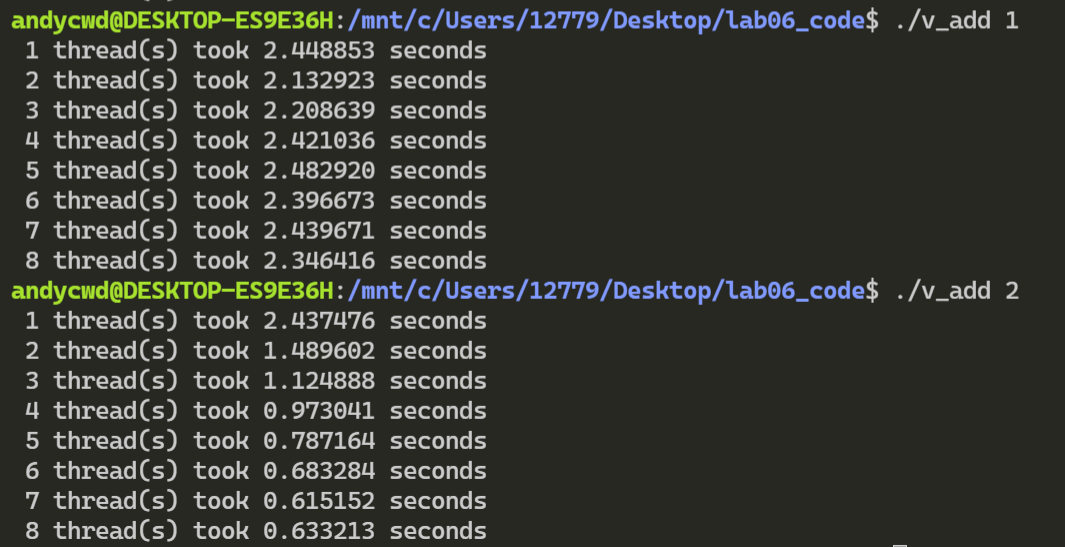 andycwd@DESKTOP-ES9E36H:/mnt/c/Users/12779/Desktop/lab06_code$ ./v_add 1
 1 thread(s) took 2.448853 seconds
 2 thread(s) took 2.132923 seconds
 3 thread(s) took 2.208639 seconds
 4 thread(s) took 2.421036 seconds
 5 thread(s) took 2.482920 seconds
 6 thread(s) took 2.396673 seconds
 7 thread(s) took 2.439671 seconds
 8 thread(s) took 2.346416 seconds
andycwd@DESKTOP-ES9E36H:/mnt/c/Users/12779/Desktop/lab06_code$ ./v_add 2
 1 thread(s) took 2.437476 seconds
 2 thread(s) took 1.489602 seconds
 3 thread(s) took 1.124888 seconds
 4 thread(s) took 0.973041 seconds
 5 thread(s) took 0.787164 seconds
 6 thread(s) took 0.683284 seconds
 7 thread(s) took 0.615152 seconds
 8 thread(s) took 0.633213 seconds